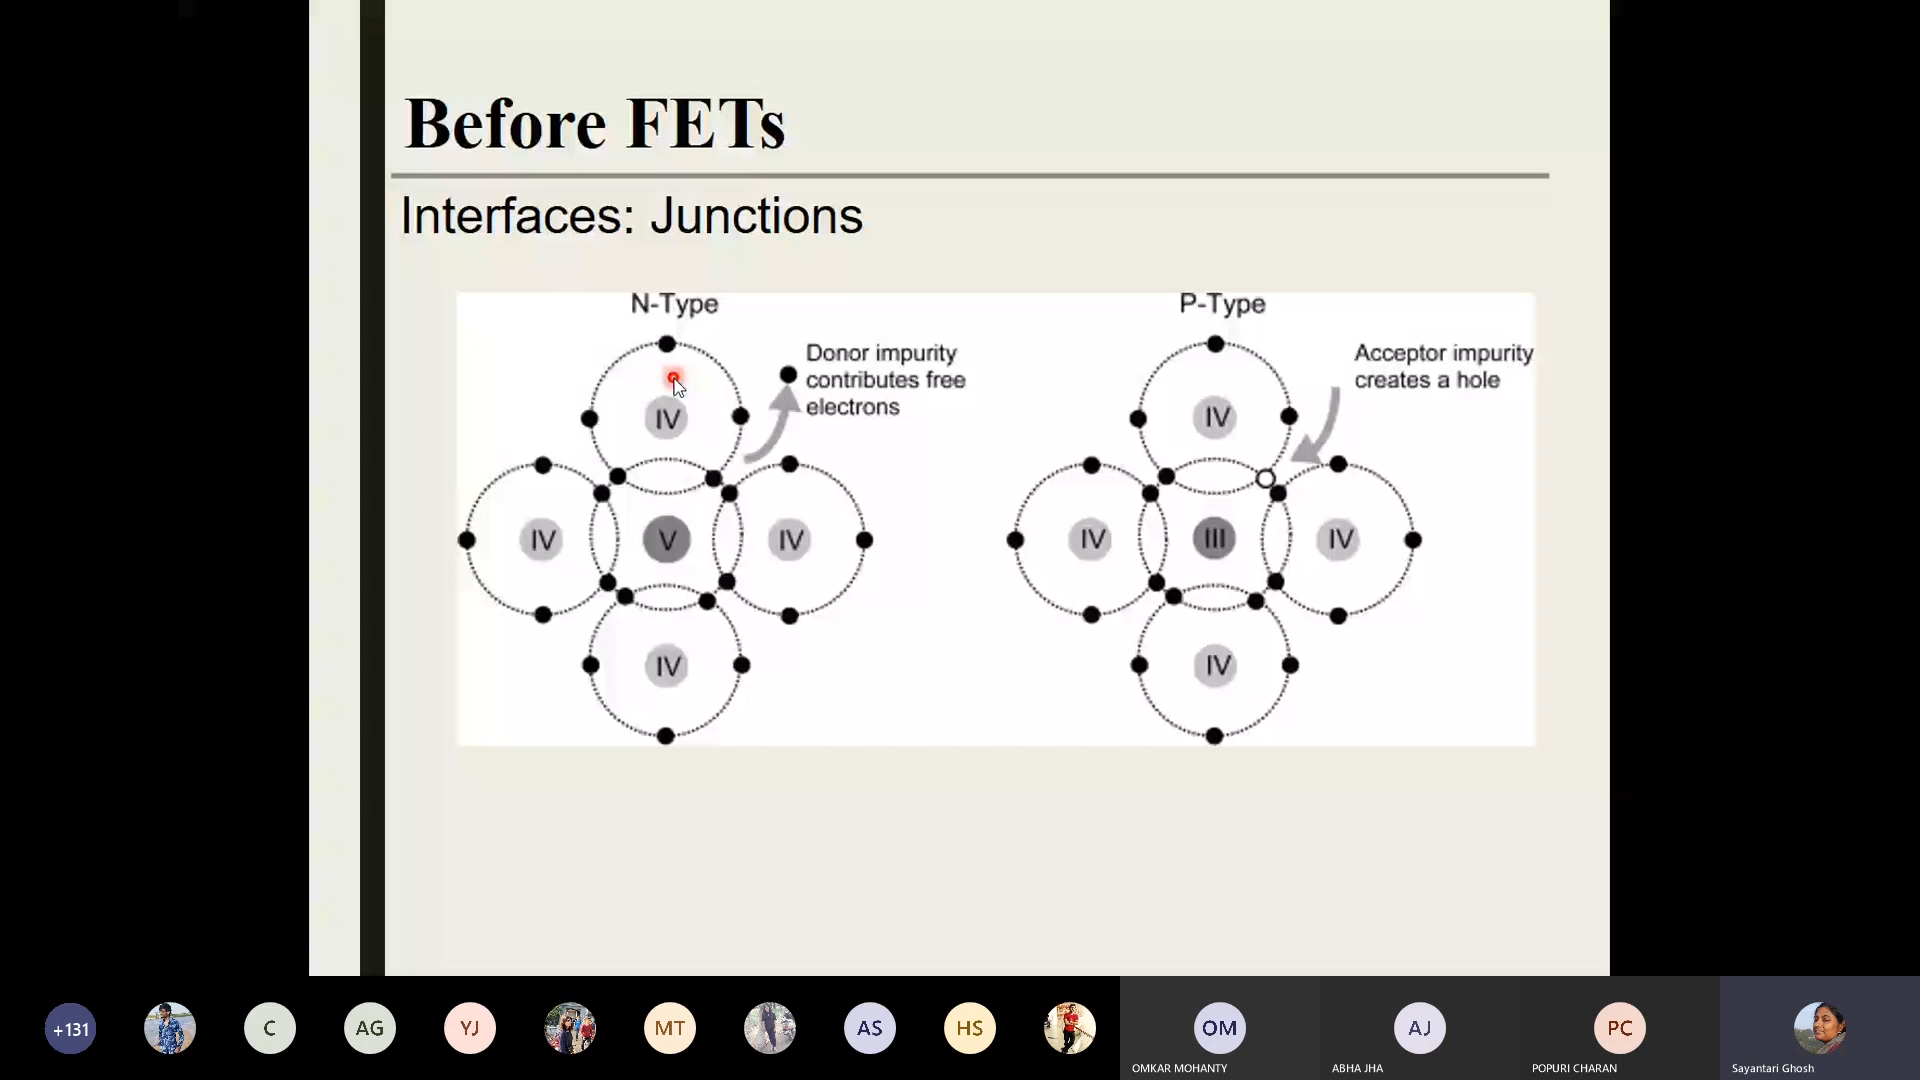 Before FETs
Interfaces: Junctions
N-Type
P-Type
Donor impurity
contributes free
electrons
Acceptor impurity
creates a hole
IV
IV
IV
V
IV
IV
III
IV
IV
IV
+131
C
AG
YJ
MT
AS
HS
OM
AJ
PC
OMKAR MOHANTY
ABHA JHA
POPURI CHARAN
Sayantari Ghosh